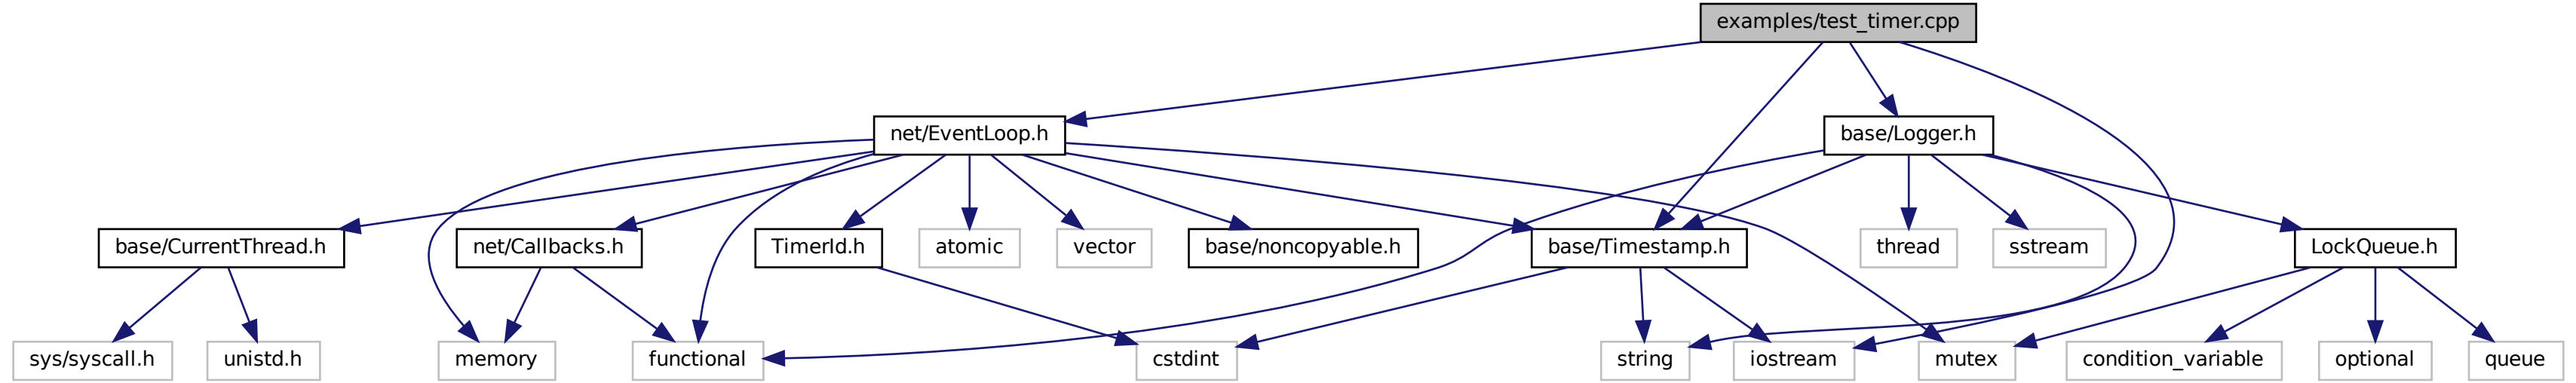 examples/test_timer.cpp
net/EventLoop.h
base/Logger.h
base/CurrentThread.h
net/Callbacks.h
TimerId.h
atomic
vector
base/noncopyable.h
base/Timestamp.h
thread
sstream
LockQueue.h
sys/syscall.h
unistd.h
memory
functional
cstdint
string
iostream
mutex
condition_variable
optional
queue